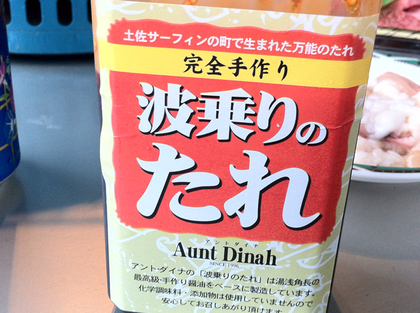 土佐サーフィンの町で生まれた万能のたれ
完全手作り
波乗りの
たれ
アントダイナ
Aunt Dinah
SINCE 1996
アント・ダイナの「波乗りのたれ」は湯浅角長の
最高級・手作り醤油をベースに製造しています。
化学調味料・添加物は使用していませんので
安心してお召しあがり頂けます。